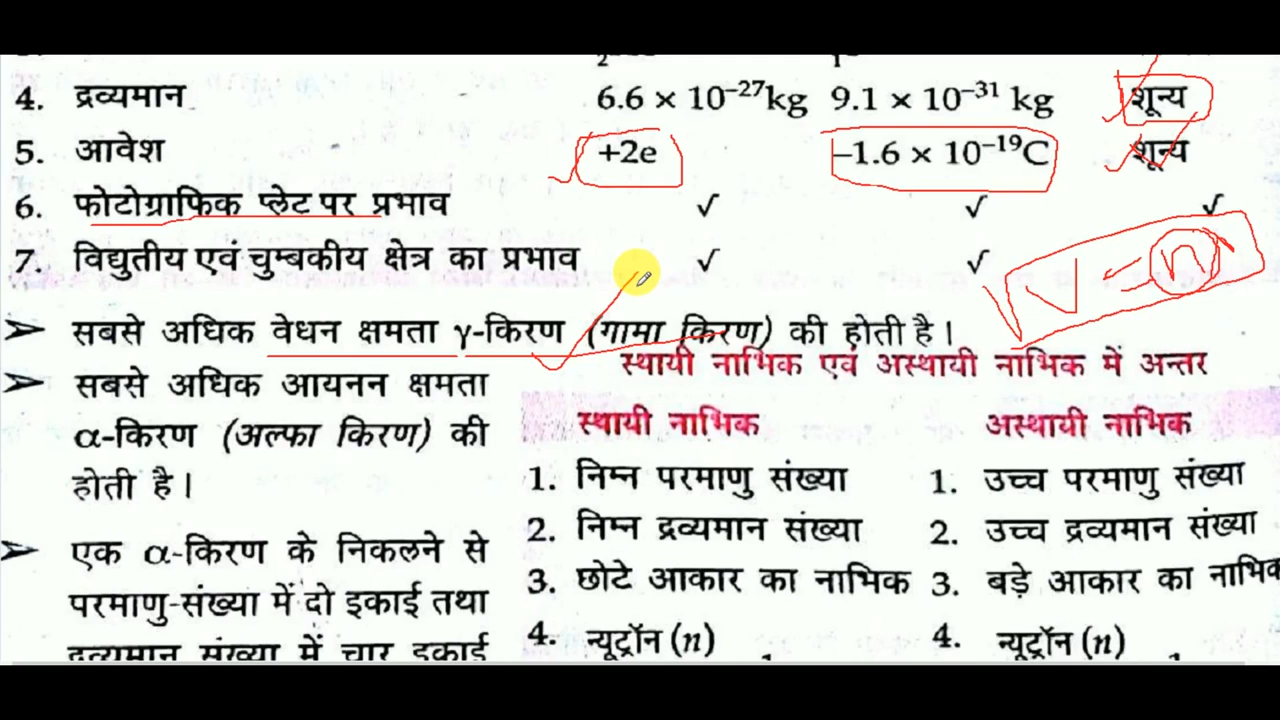 4. द्रव्यमान 6.6 × 10⁻²⁷kg 9.1 × 10⁻³¹ kg शून्य
5. आवेश +2e –1.6 × 10⁻¹⁹C शून्य
6. फोटोग्राफिक प्लेट पर प्रभाव ✓ ✓ ✓
7. विद्युतीय एवं चुम्बकीय क्षेत्र का प्रभाव ✓ ✓
➢ सबसे अधिक वेधन क्षमता γ-किरण (गामा किरण) की होती है।
➢ सबसे अधिक आयनन क्षमता
α-किरण (अल्फा किरण) की
होती है।
➢ एक α-किरण के निकलने से
परमाणु-संख्या में दो इकाई तथा
द्रव्यमान संख्या में चार इकाई
स्थायी नाभिक एवं अस्थायी नाभिक में अन्तर
स्थायी नाभिक अस्थायी नाभिक
1. निम्न परमाणु संख्या 1. उच्च परमाणु संख्या
2. निम्न द्रव्यमान संख्या 2. उच्च द्रव्यमान संख्या
3. छोटे आकार का नाभिक 3. बड़े आकार का नाभिक
4. न्यूट्रॉन (n) 4. न्यूट्रॉन (n)